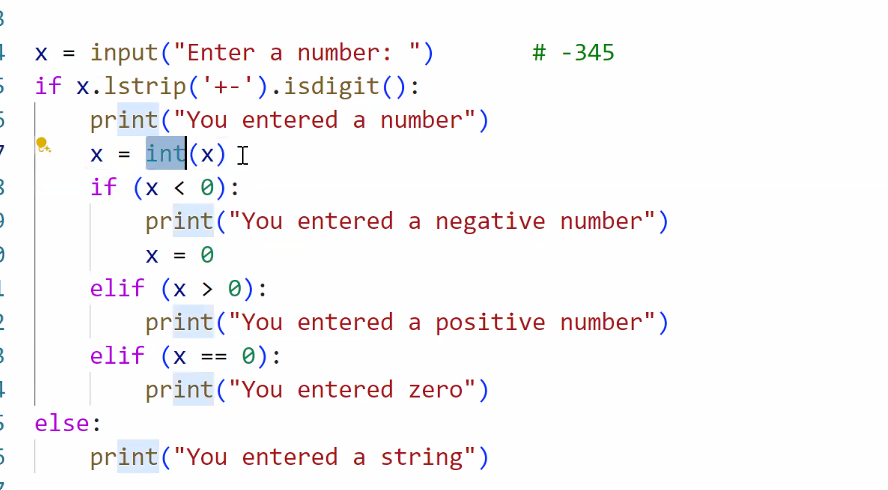 3
4 x = input("Enter a number: ")        # -345
5 if x.lstrip('+-').isdigit():
6     print("You entered a number")
7     x = int(x)
8     if (x < 0):
9         print("You entered a negative number")
0         x = 0
1     elif (x > 0):
2         print("You entered a positive number")
3     elif (x == 0):
4         print("You entered zero")
5 else:
6     print("You entered a string")
7